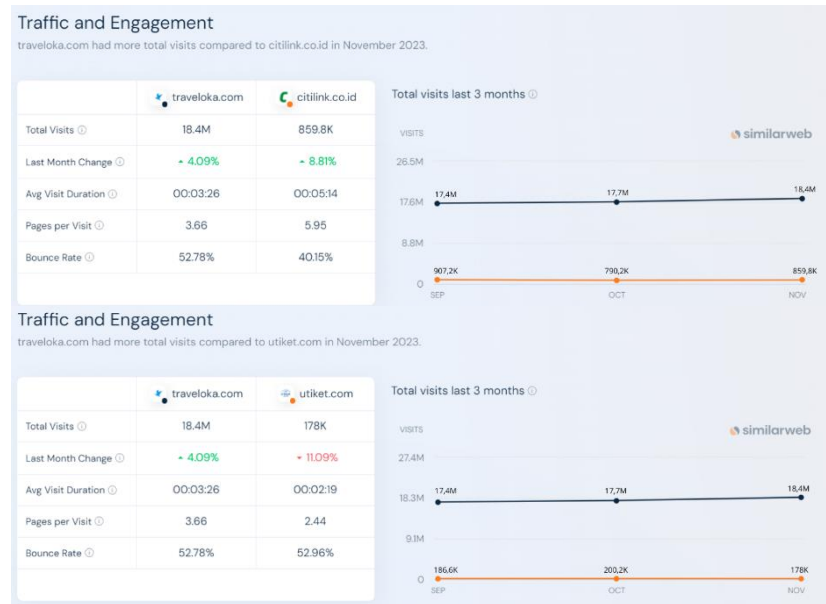 Traffic and Engagement
traveloka.com had more total visits compared to citilink.co.id in November 2023.
traveloka.com citilink.co.id
Total Visits 18.4M 859.8K
Last Month Change 4.09% 8.81%
Avg Visit Duration 00:03:26 00:05:14
Pages per Visit 3.66 5.95
Bounce Rate 52.78% 40.15%
Total visits last 3 months
VISITS
similarweb
26.5M
17.6M
8.8M
0
17,4M 17,7M 18,4M
907,2K 790,2K 859,8K
SEP OCT NOV
Traffic and Engagement
traveloka.com had more total visits compared to utiket.com in November 2023.
traveloka.com utiket.com
Total Visits 18.4M 178K
Last Month Change 4.09% 11.09%
Avg Visit Duration 00:03:26 00:02:19
Pages per Visit 3.66 2.44
Bounce Rate 52.78% 52.96%
Total visits last 3 months
VISITS
similarweb
27.4M
18.3M
9.1M
0
17,4M 17,7M 18,4M
186,6K 200,2K 178K
SEP OCT NOV